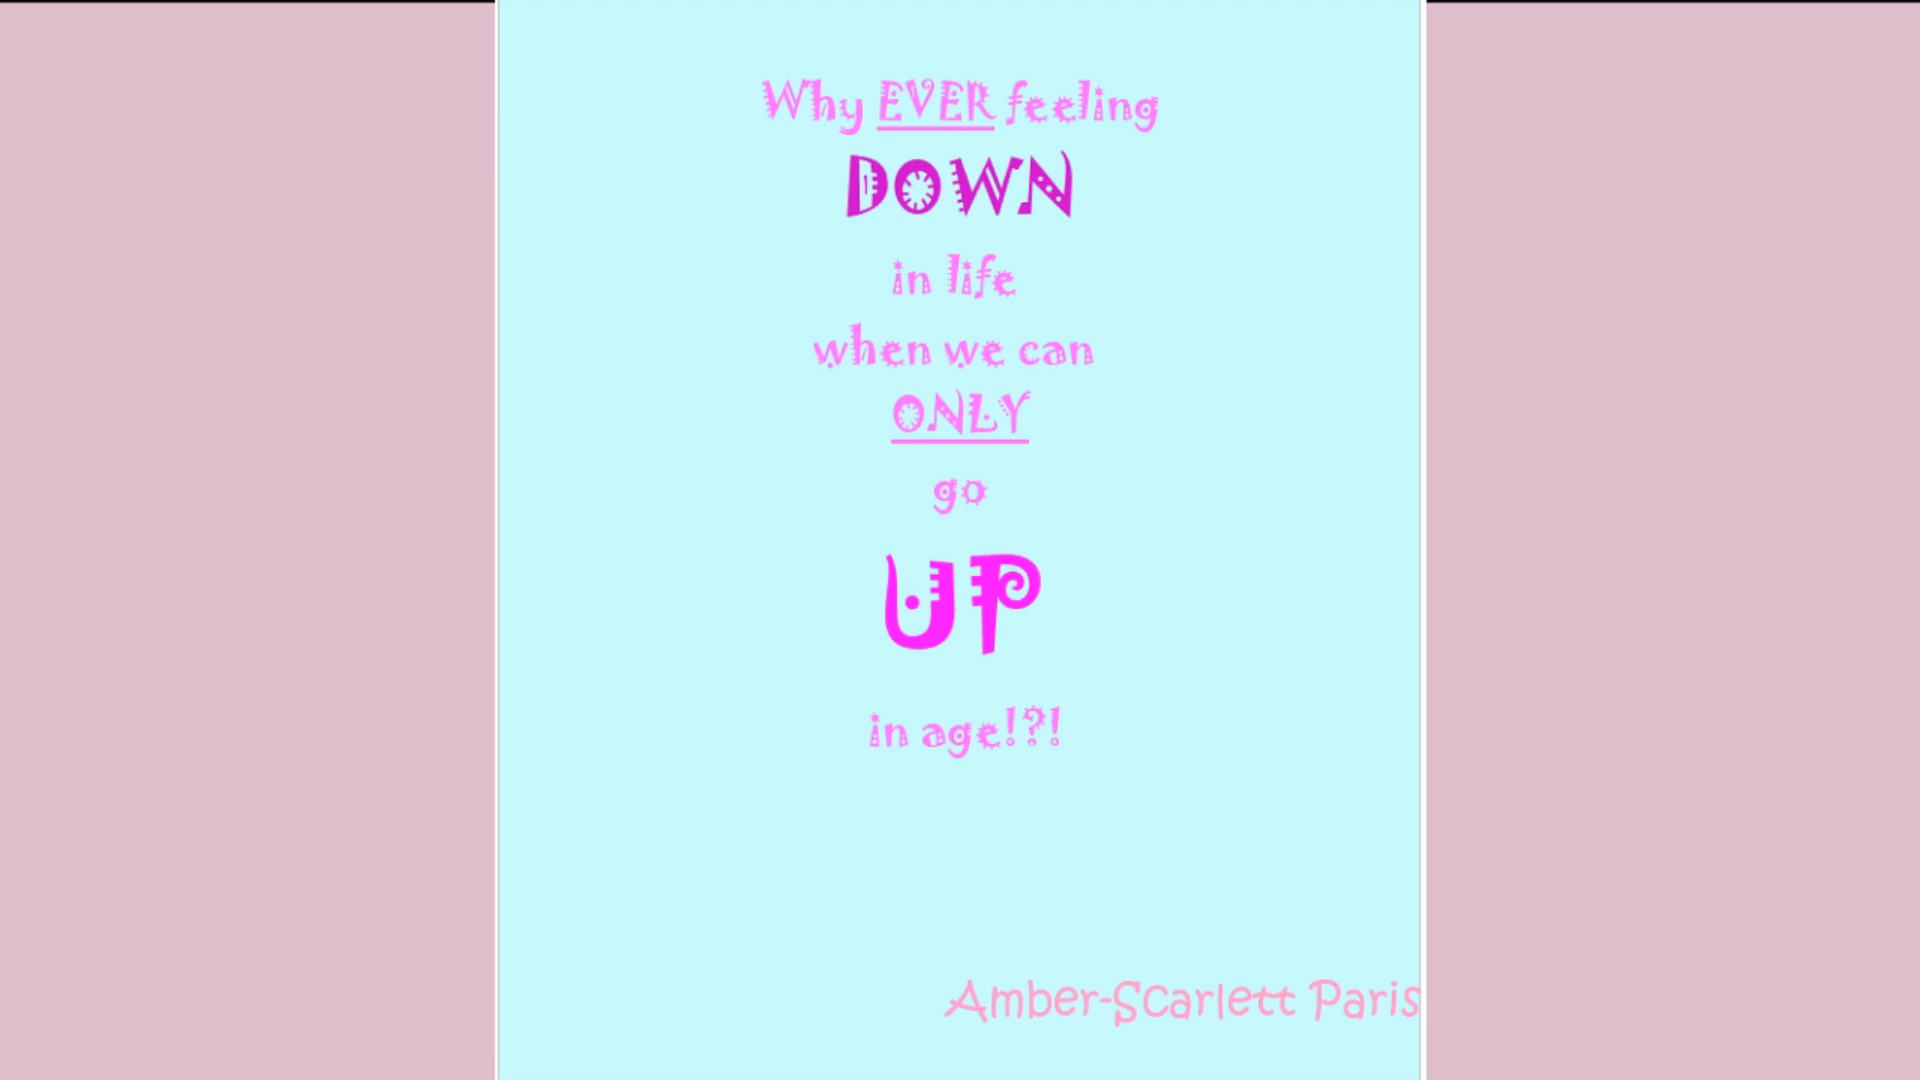 Why EVER feeling
DOWN
in life
when we can
ONLY
go
UP
in age!?!
Amber-Scarlett Paris